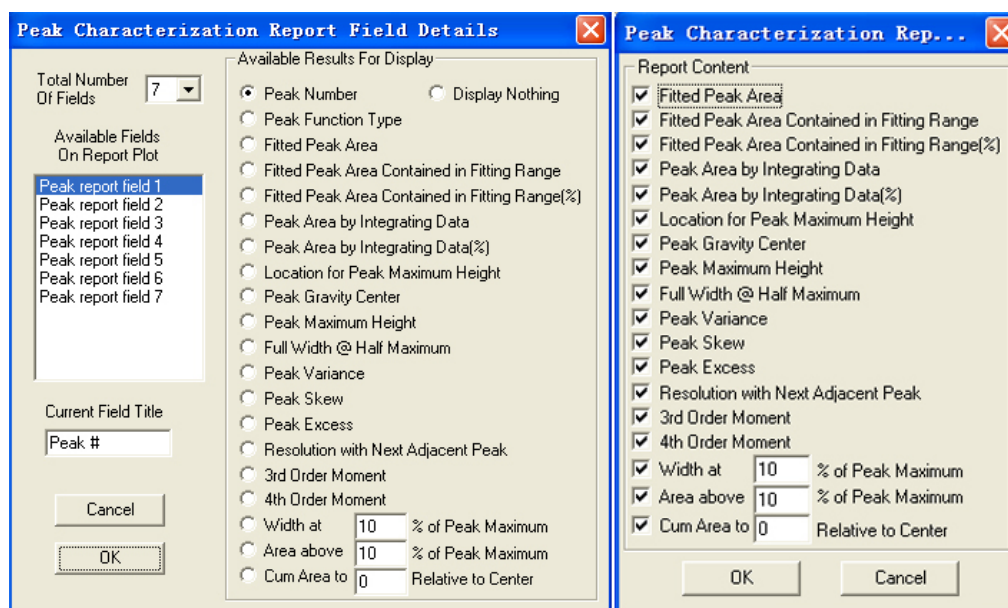 Peak Characterization Report Field Details
Total Number
Of Fields
7
Available Fields
On Report Plot
Peak report field 1
Peak report field 2
Peak report field 3
Peak report field 4
Peak report field 5
Peak report field 6
Peak report field 7
Current Field Title
Peak #
Cancel
OK
Available Results For Display
Peak Number Display Nothing
Peak Function Type
Fitted Peak Area
Fitted Peak Area Contained in Fitting Range
Fitted Peak Area Contained in Fitting Range(%)
Peak Area by Integrating Data
Peak Area by Integrating Data(%)
Location for Peak Maximum Height
Peak Gravity Center
Peak Maximum Height
Full Width @ Half Maximum
Peak Variance
Peak Skew
Peak Excess
Resolution with Next Adjacent Peak
3rd Order Moment
4th Order Moment
Width at 10 % of Peak Maximum
Area above 10 % of Peak Maximum
Cum Area to 0 Relative to Center
Peak Characterization Rep...
Report Content
Fitted Peak Area
Fitted Peak Area Contained in Fitting Range
Fitted Peak Area Contained in Fitting Range(%)
Peak Area by Integrating Data
Peak Area by Integrating Data(%)
Location for Peak Maximum Height
Peak Gravity Center
Peak Maximum Height
Full Width @ Half Maximum
Peak Variance
Peak Skew
Peak Excess
Resolution with Next Adjacent Peak
3rd Order Moment
4th Order Moment
Width at 10 % of Peak Maximum
Area above 10 % of Peak Maximum
Cum Area to 0 Relative to Center
OK Cancel